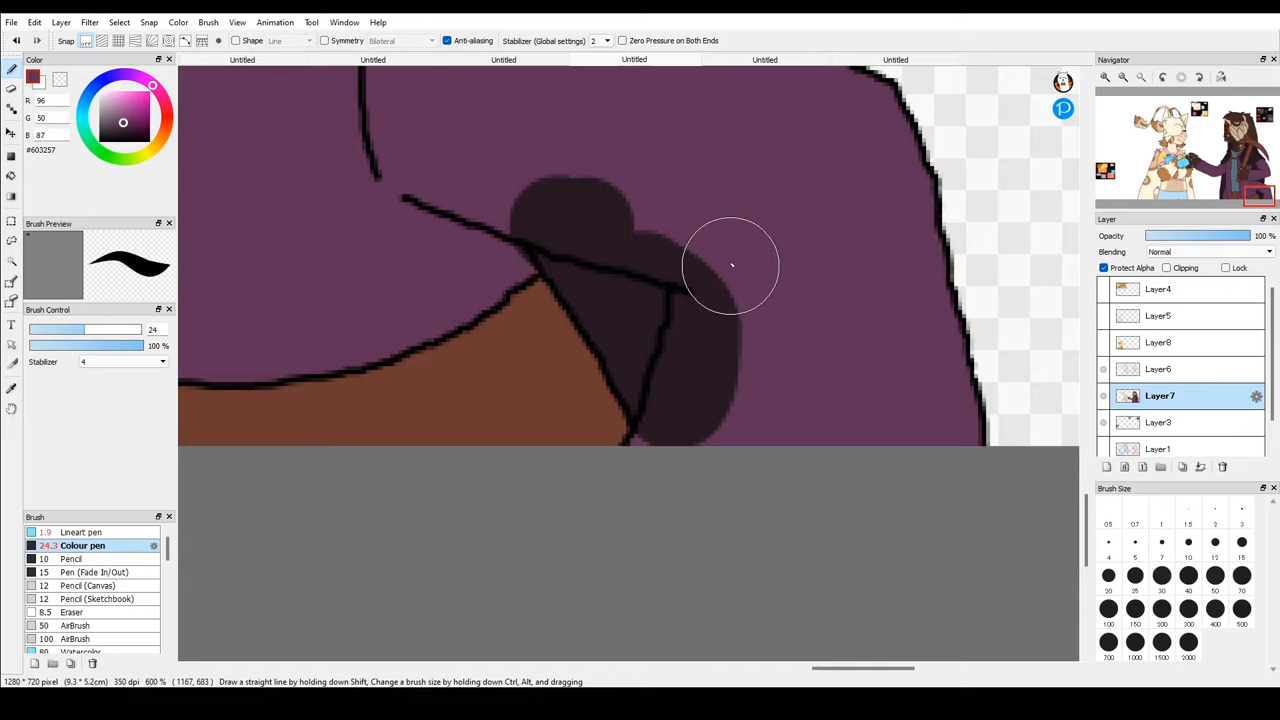 File Edit Layer Filter Select Snap Color Brush View Animation Tool Window Help
Snap Shape Line Symmetry Bilateral Anti-aliasing Stabilizer (Global settings) 2 Zero Pressure on Both Ends
Color
Untitled Untitled Untitled Untitled Untitled Untitled
Navigator
R 96
G 50
B 87
#603257
Brush Preview
Layer
Opacity 100 %
Blending Normal
Protect Alpha Clipping Lock
Layer4
Brush Control
Layer5
24
100 %
Layer8
Stabilizer 4
Layer6
Layer7
Layer3
Layer1
Brush Size
0.5 0.7 1 1.5 2 3
4 5 7 10 12 15
20 25 30 40 50 70
100 150 200 300 400 500
700 1000 1500 2000
Brush
1.9 Lineart pen
24.3 Colour pen
10 Pencil
15 Pen (Fade In/Out)
12 Pencil (Canvas)
12 Pencil (Sketchbook)
8.5 Eraser
50 AirBrush
100 AirBrush
80 Watercolor
1280 * 720 pixel (9.3 * 5.2cm) 350 dpi 600 % ( 1167, 683 ) Draw a straight line by holding down Shift, Change a brush size by holding down Ctrl, Alt, and dragging